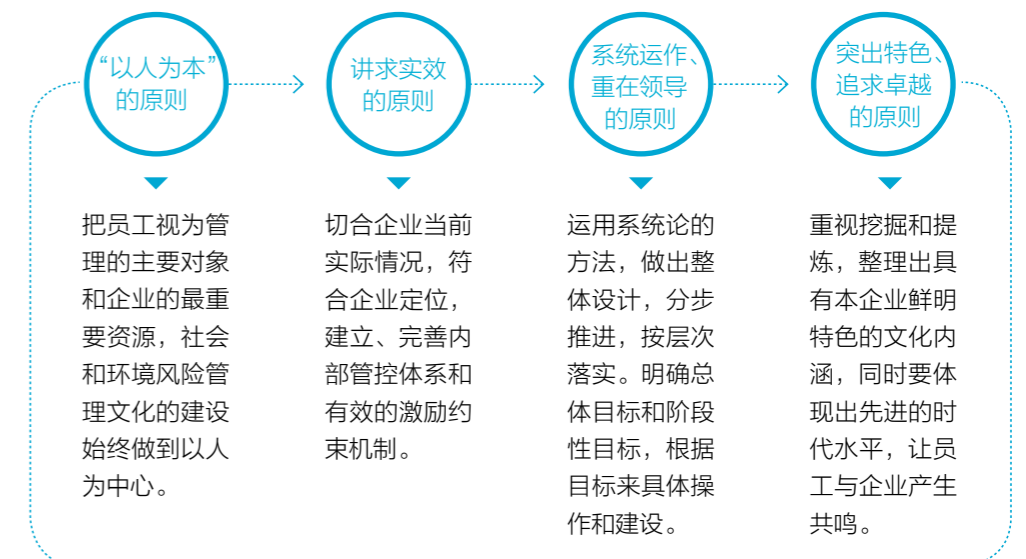 “以人为本”
的原则
讲求实效
的原则
系统运作、
重在领导
的原则
突出特色、
追求卓越
的原则
把员工视为管
理的主要对象
和企业的最重
要资源，社会
和环境风险管
理文化的建设
始终做到以人
为中心。
切合企业当前
实际情况，符
合企业定位，
建立、完善内
部管控体系和
有效的激励约
束机制。
运用系统论的
方法，做出整
体设计，分步
推进，按层次
落实。明确总
体目标和阶段
性目标，根据
目标来具体操
作和建设。
重视挖掘和提
炼，整理出具
有本企业鲜明
特色的文化内
涵，同时要体
现出先进的时
代水平，让员
工与企业产生
共鸣。